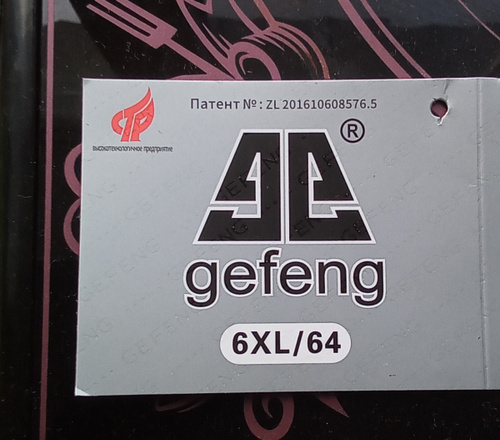 Патент №: ZL 201610608576.5
высокотехнологичное предприятие
®
gefeng
6XL/64